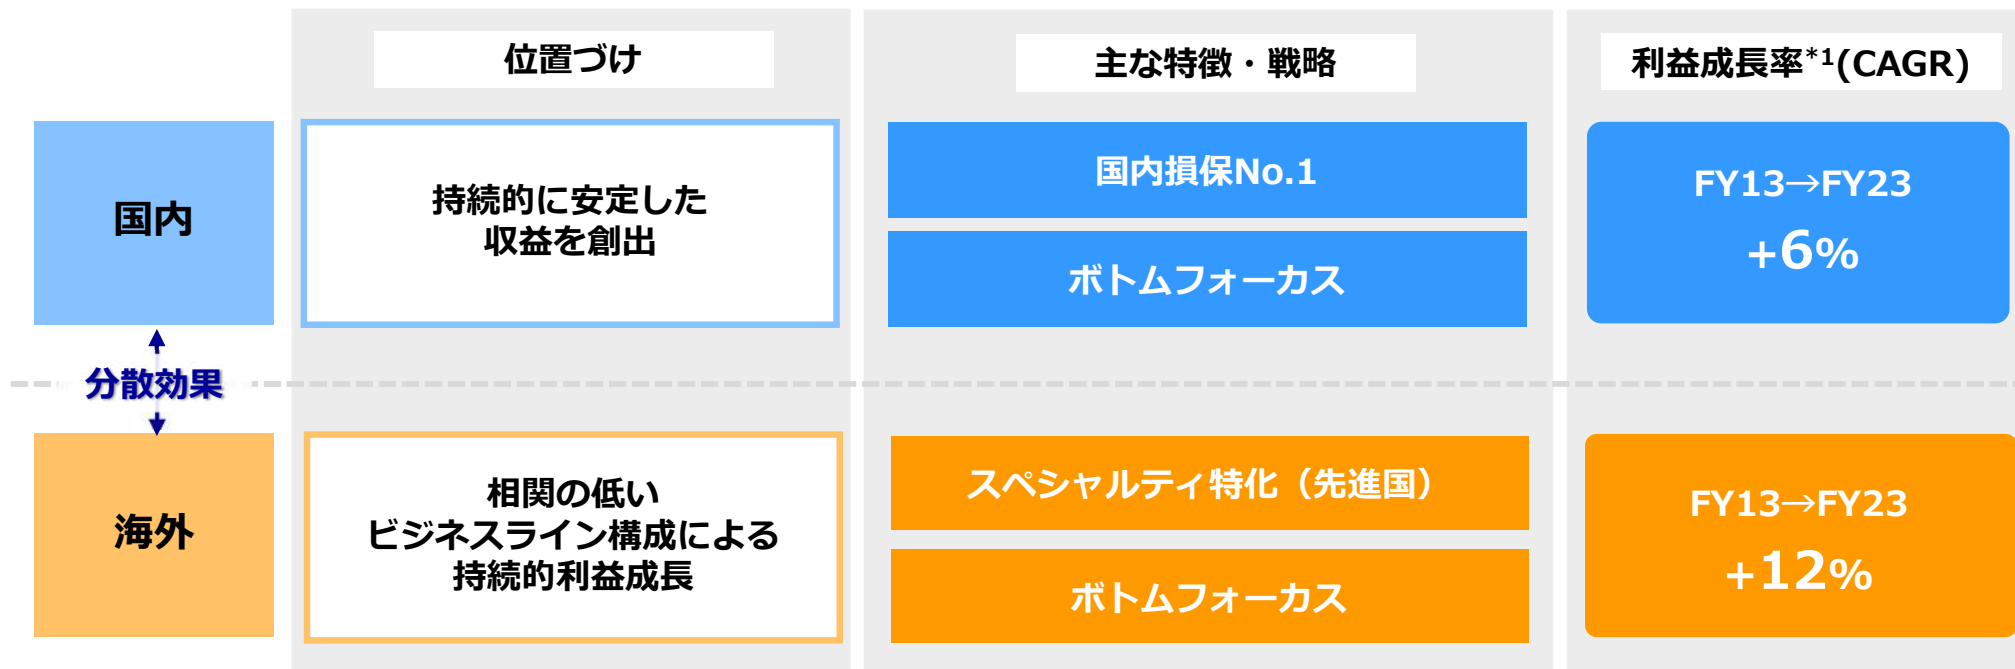 位置づけ
主な特徴・戦略
利益成長率*1(CAGR)
国内
持続的に安定した
収益を創出
国内損保No.1
ボトムフォーカス
FY13→FY23
+6%
分散効果
海外
相関の低い
ビジネスライン構成による
持続的利益成長
スペシャルティ特化（先進国）
ボトムフォーカス
FY13→FY23
+12%